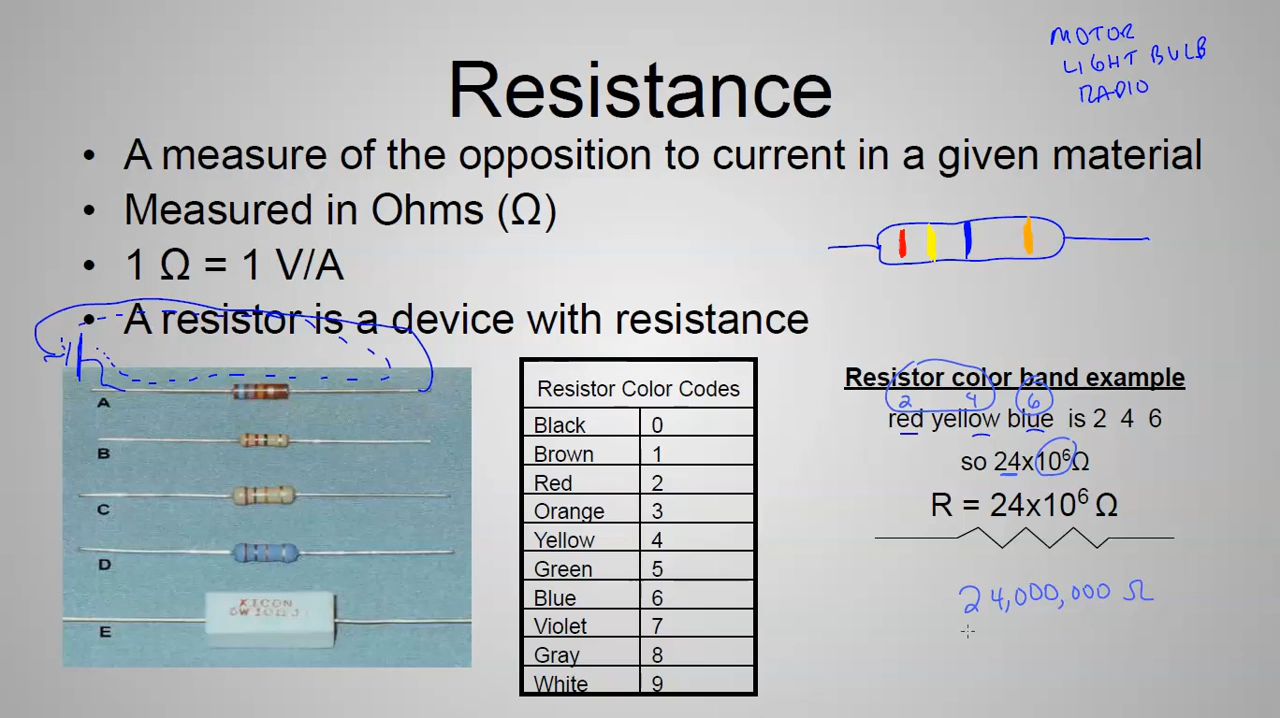 MOTOR
LIGHT BULB
RADIO
Resistance
• A measure of the opposition to current in a given material
• Measured in Ohms (Ω)
• 1 Ω = 1 V/A
• A resistor is a device with resistance
A
B
C
D
E
XICON
Resistor Color Codes
Black 0
Brown 1
Red 2
Orange 3
Yellow 4
Green 5
Blue 6
Violet 7
Gray 8
White 9
Resistor color band example
2 4 6
red yellow blue is 2 4 6
so 24x10⁶Ω
R = 24x10⁶ Ω
24,000,000 Ω